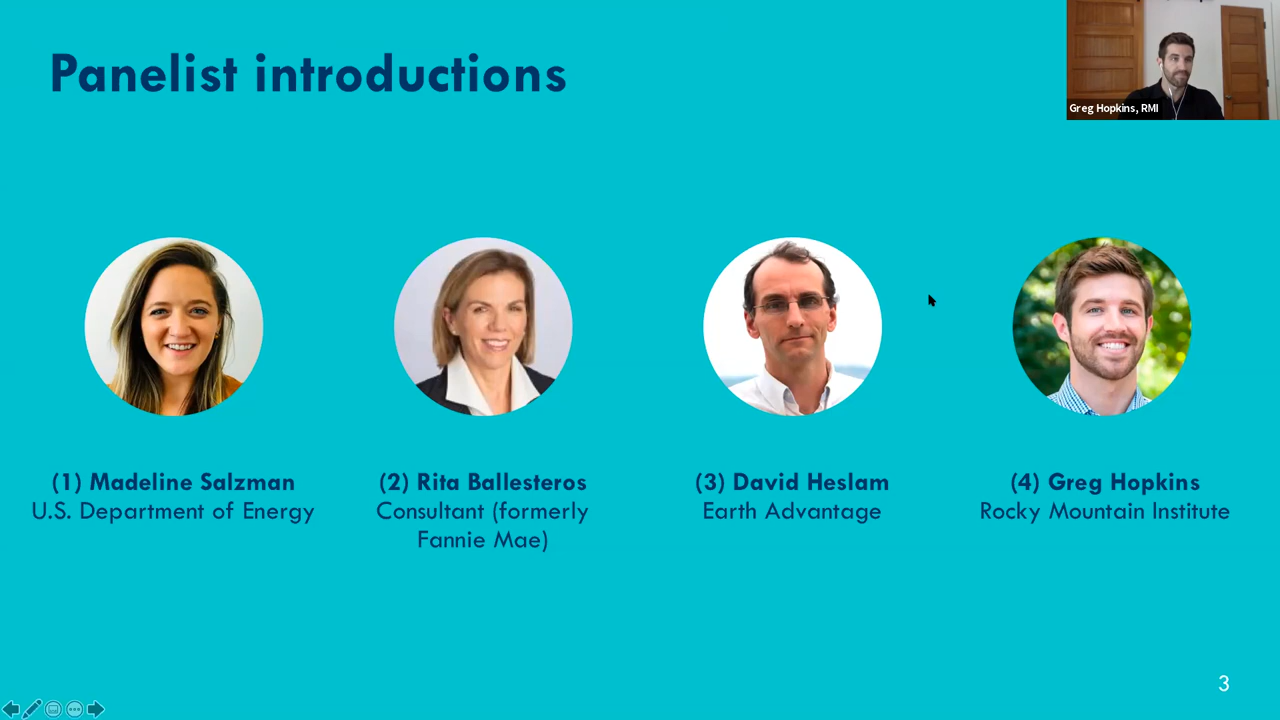 Panelist introductions
Greg Hopkins, RMI
(1) Madeline Salzman
U.S. Department of Energy
(2) Rita Ballesteros
Consultant (formerly
Fannie Mae)
(3) David Heslam
Earth Advantage
(4) Greg Hopkins
Rocky Mountain Institute
3